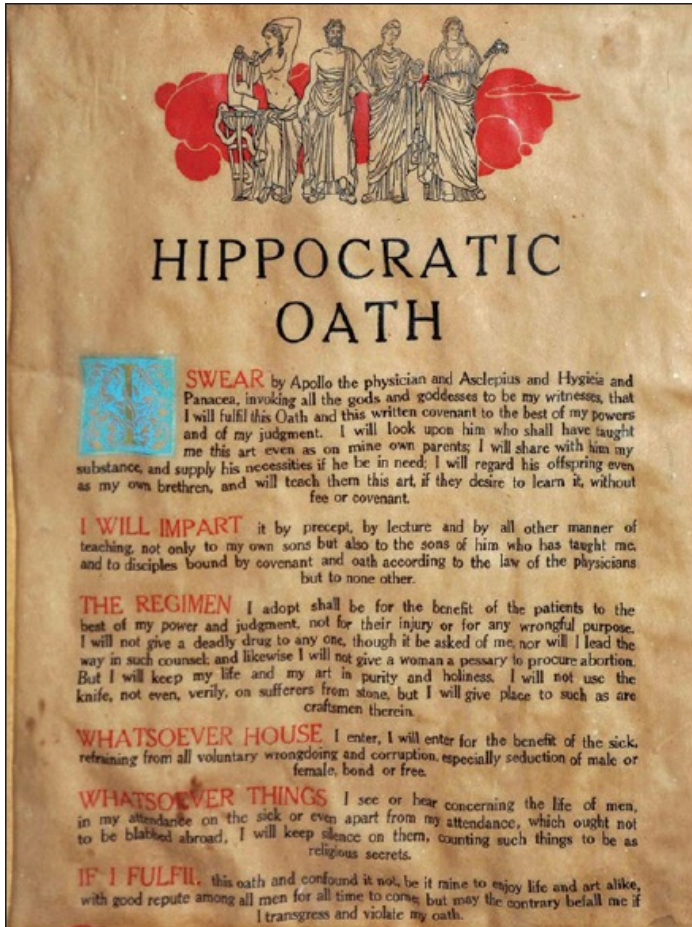 HIPPOCRATIC
OATH
I SWEAR by Apollo the physician and Asclepius and Hygieia and
Panacea, invoking all the gods and goddesses to be my witnesses, that
I will fulfil this Oath and this written covenant to the best of my powers
and of my judgment. I will look upon him who shall have taught
me this art even as on mine own parents; I will share with him my
substance, and supply his necessities if he be in need; I will regard his offspring even
as my own brethren, and will teach them this art, if they desire to learn it, without
fee or covenant.
I WILL IMPART it by precept, by lecture and by all other manner of
teaching, not only to my own sons but also to the sons of him who has taught me,
and to disciples bound by covenant and oath according to the law of the physicians
but to none other.
THE REGIMEN I adopt shall be for the benefit of the patients to the
best of my power and judgment, not for their injury or for any wrongful purpose.
I will not give a deadly drug to any one, though it be asked of me, nor will I lead the
way in such counsel; and likewise I will not give a woman a pessary to procure abortion.
But I will keep my life and my art in purity and holiness. I will not use the
knife, not even, verily, on sufferers from stone, but I will give place to such as are
craftsmen therein.
WHATSOEVER HOUSE I enter, I will enter for the benefit of the sick,
refraining from all voluntary wrongdoing and corruption, especially seduction of male or
female, bond or free.
WHATSOEVER THINGS I see or hear concerning the life of men,
in my attendance on the sick or even apart from my attendance, which ought not
to be blabbed abroad, I will keep silence on them, counting such things to be as
religious secrets.
IF I FULFIL this oath and confound it not, be it mine to enjoy life and art alike,
with good repute among all men for all time to come; but may the contrary befall me if
I transgress and violate my oath.